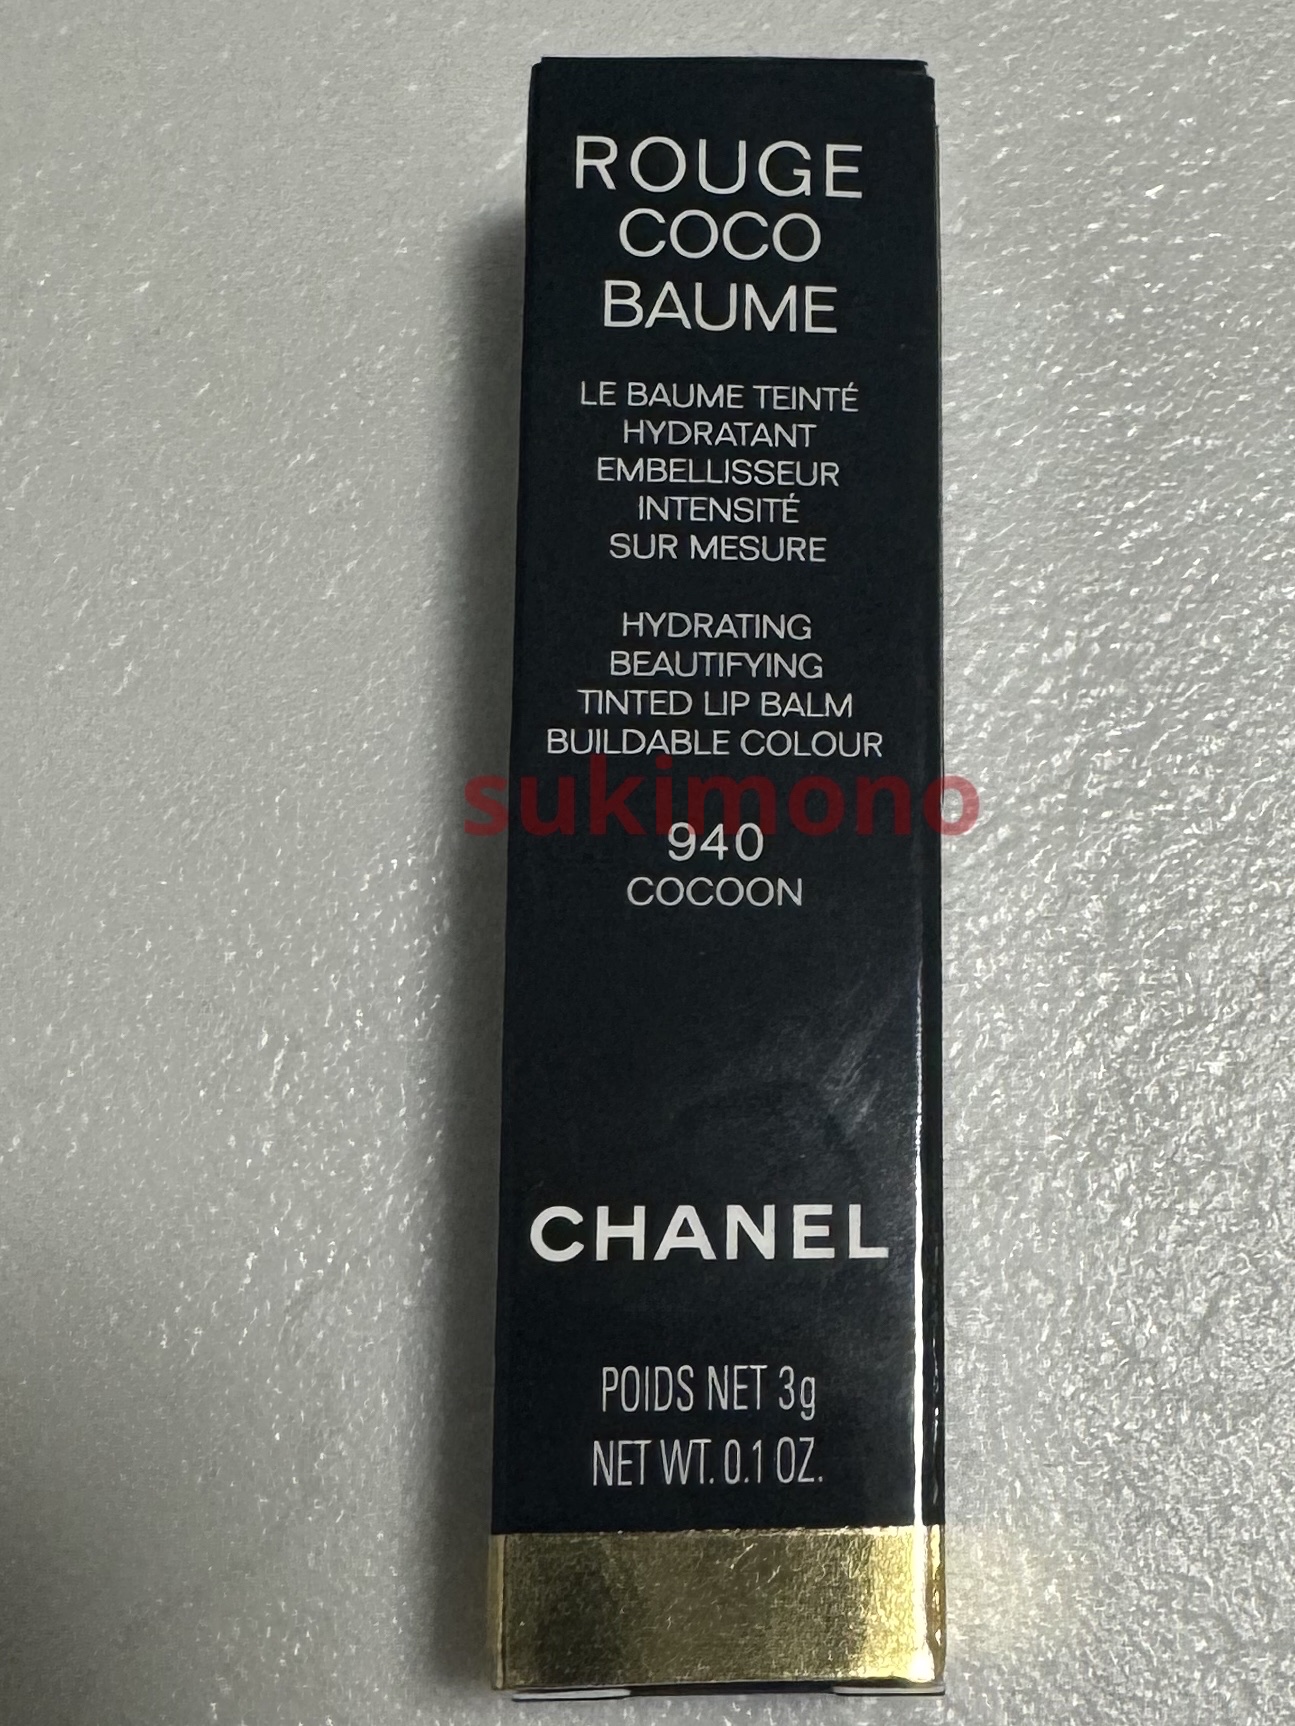 ROUGE
COCO
BAUME
LE BAUME TEINTÉ
HYDRATANT
EMBELLISSEUR
INTENSITÉ
SUR MESURE
HYDRATING
BEAUTIFYING
TINTED LIP BALM
BUILDABLE COLOUR
sukimono
940
COCOON
CHANEL
POIDS NET 3g
NET WT. 0.1 OZ.